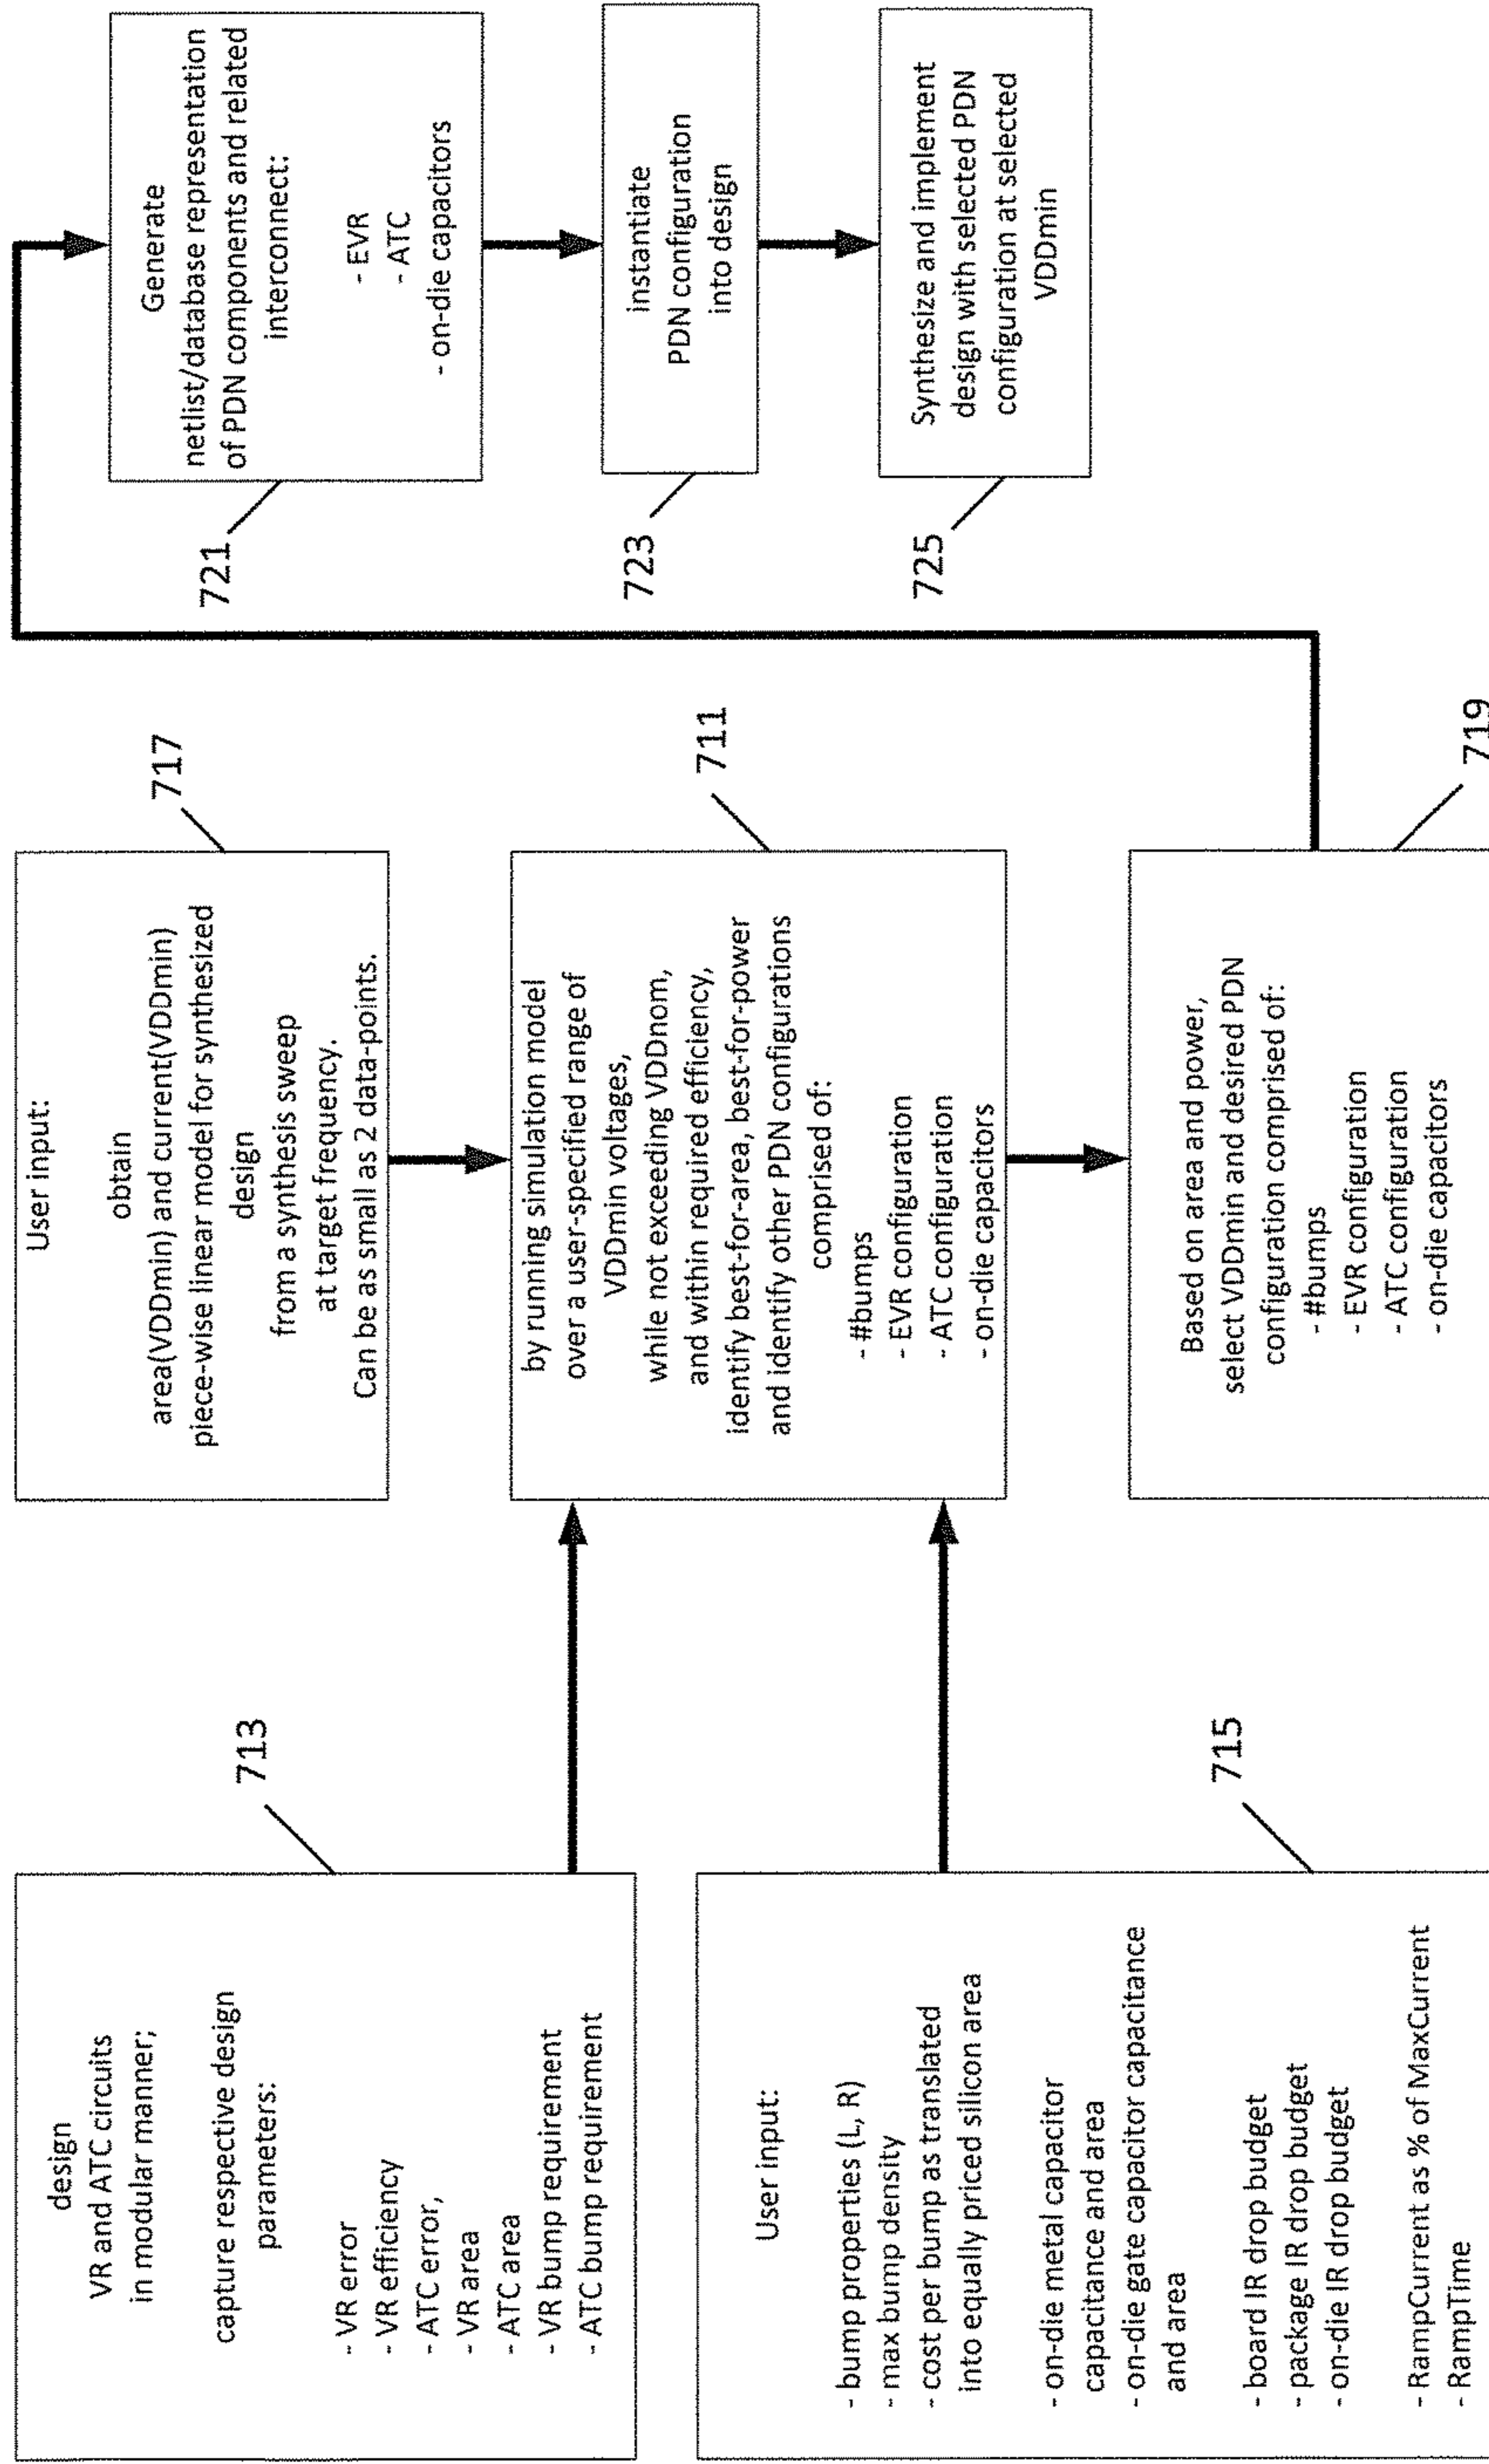 design
VR and ATC circuits
in modular manner;
capture respective design
parameters:
- VR error
- VR efficiency
- ATC error,
- VR area
- ATC area
- VR bump requirement
- ATC bump requirement
713
User input:
- bump properties (L, R)
- max bump density
- cost per bump as translated
into equally priced silicon area
- on-die metal capacitor
capacitance and area
- on-die gate capacitor capacitance
and area
- board IR drop budget
- package IR drop budget
- on-die IR drop budget
- RampCurrent as % of MaxCurrent
- RampTime
715
User input:
obtain
area(VDDmin) and current(VDDmin)
piece-wise linear model for synthesized
design
from a synthesis sweep
at target frequency.
Can be as small as 2 data-points.
717
by running simulation model
over a user-specified range of
VDDmin voltages,
while not exceeding VDDnom,
and within required efficiency,
identify best-for-area, best-for-power
and identify other PDN configurations
comprised of:
- #bumps
- EVR configuration
- ATC configuration
- on-die capacitors
711
Based on area and power,
select VDDmin and desired PDN
configuration comprised of:
- #bumps
- EVR configuration
- ATC configuration
- on-die capacitors
719
Generate
netlist/database representation
of PDN components and related
interconnect:
- EVR
- ATC
- on-die capacitors
721
instantiate
PDN configuration
into design
723
Synthesize and implement
design with selected PDN
configuration at selected
VDDmin
725